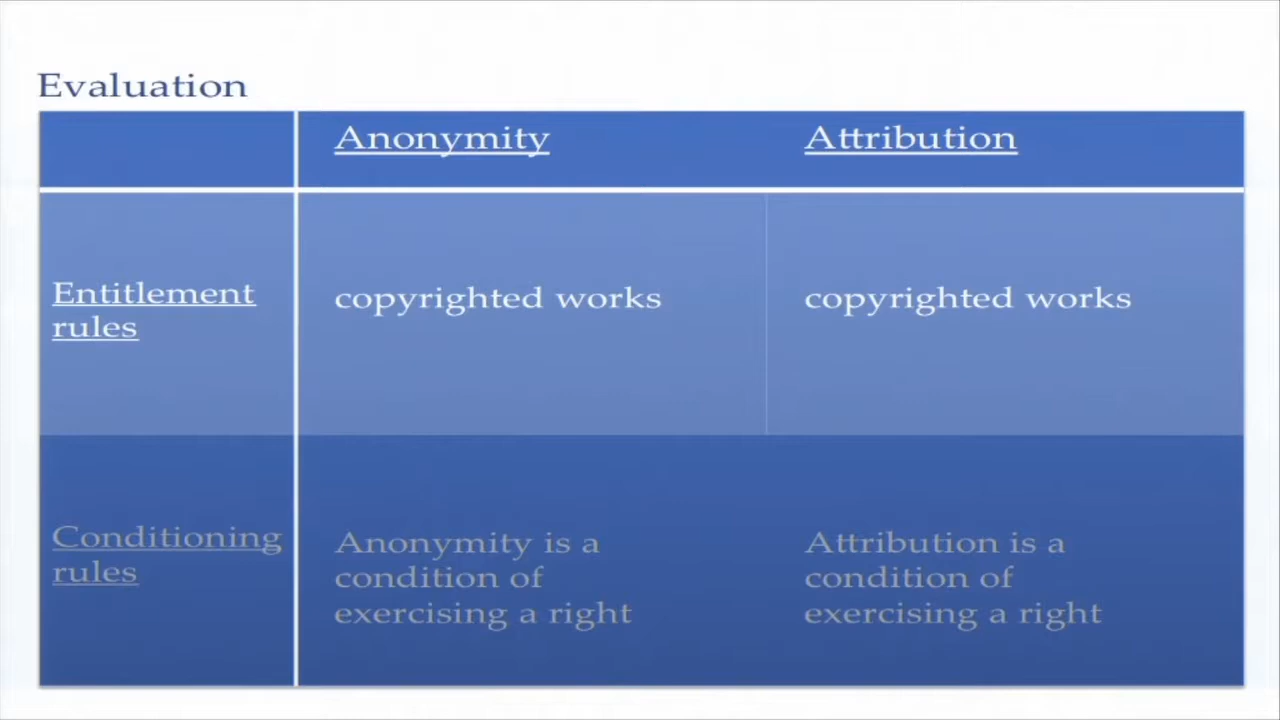 Evaluation
Anonymity
Attribution
Entitlement
rules
copyrighted works
copyrighted works
Conditioning
rules
Anonymity is a
condition of
exercising a right
Attribution is a
condition of
exercising a right